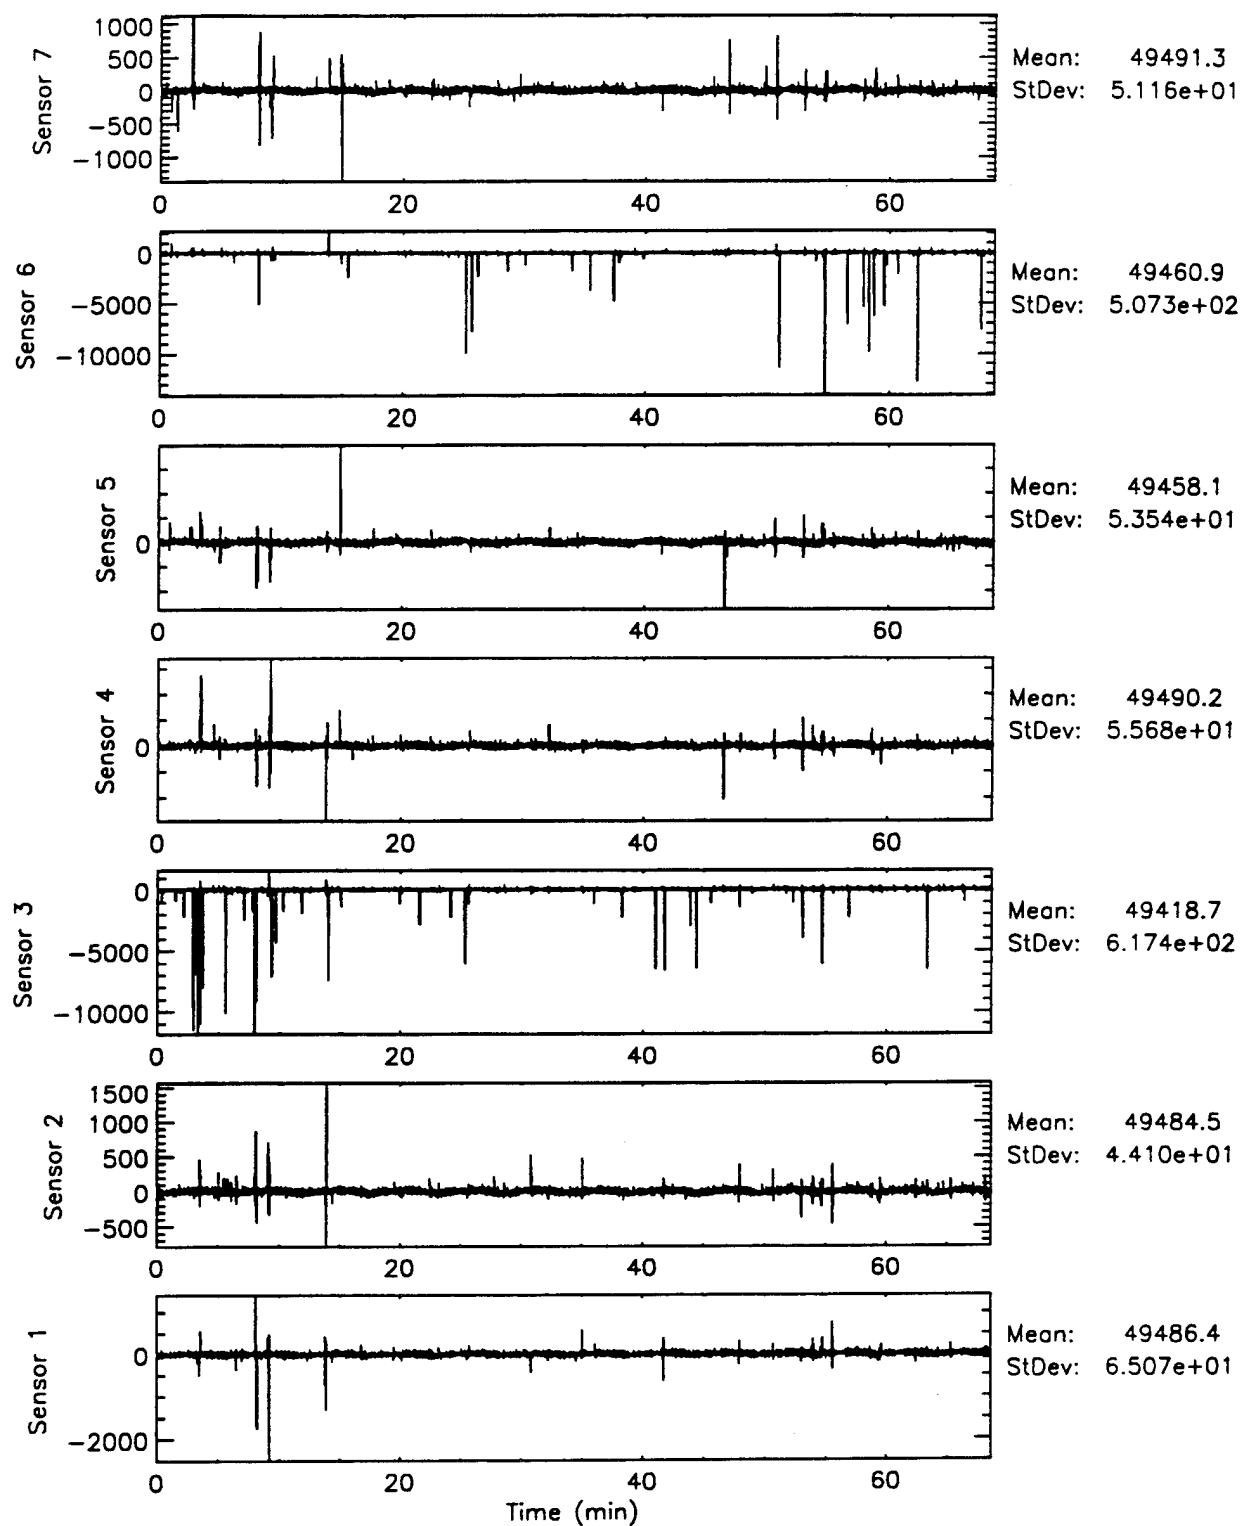 Sensor 7
1000
500
0
−500
−1000
0 20 40 60
Mean: 49491.3
StDev: 5.116e+01
Sensor 6
0
−5000
−10000
0 20 40 60
Mean: 49460.9
StDev: 5.073e+02
Sensor 5
0
0 20 40 60
Mean: 49458.1
StDev: 5.354e+01
Sensor 4
0
0 20 40 60
Mean: 49490.2
StDev: 5.568e+01
Sensor 3
0
−5000
−10000
0 20 40 60
Mean: 49418.7
StDev: 6.174e+02
Sensor 2
1500
1000
500
0
−500
0 20 40 60
Mean: 49484.5
StDev: 4.410e+01
Sensor 1
0
−2000
0 20 40 60
Mean: 49486.4
StDev: 6.507e+01
Time (min)